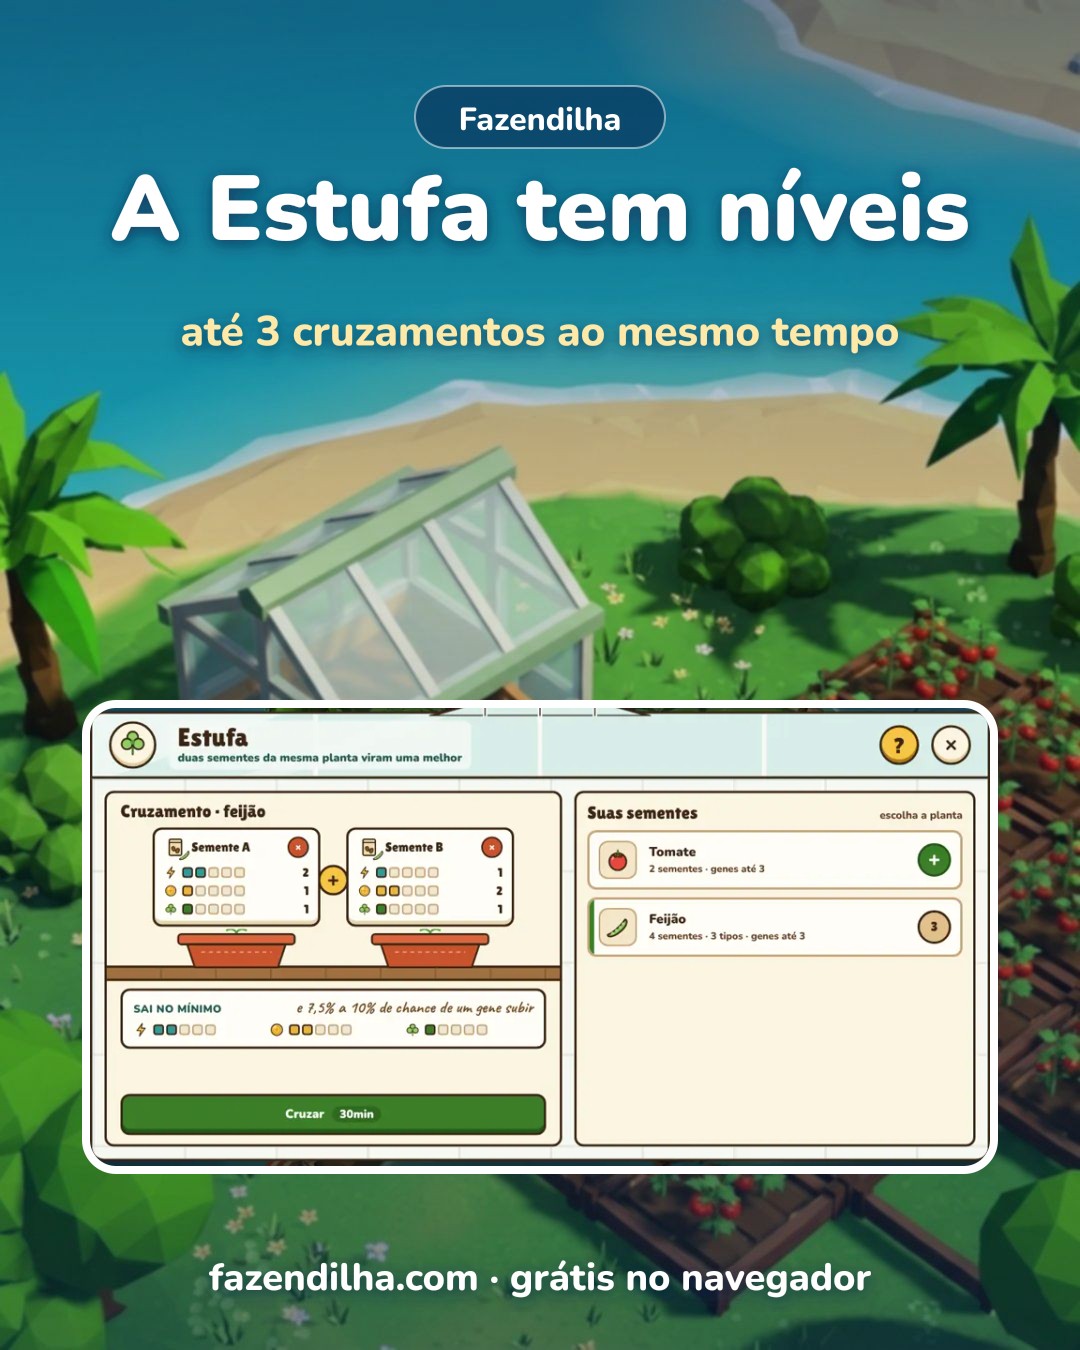 Fazendilha
A Estufa tem níveis
até 3 cruzamentos ao mesmo tempo
Estufa
duas sementes da mesma planta viram uma melhor
?
×
Cruzamento · feijão
Semente A
×
2
1
1
+
Semente B
×
1
2
1
SAI NO MÍNIMO
e 7,5% a 10% de chance de um gene subir
Cruzar 30min
Suas sementes
escolha a planta
Tomate
2 sementes · genes até 3
+
Feijão
4 sementes · 3 tipos · genes até 3
3
fazendilha.com · grátis no navegador